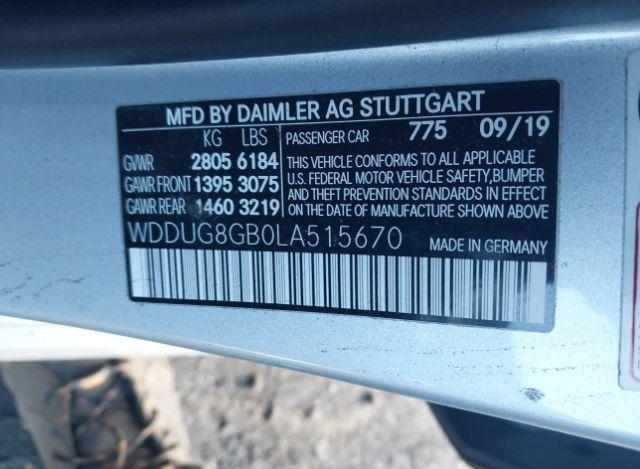 MFD BY DAIMLER AG STUTTGART
KG LBS
GVWR 2805 6184
GAWR FRONT 1395 3075
GAWR REAR 1460 3219
PASSENGER CAR 775 09/19
THIS VEHICLE CONFORMS TO ALL APPLICABLE
U.S. FEDERAL MOTOR VEHICLE SAFETY,BUMPER
AND THEFT PREVENTION STANDARDS IN EFFECT
ON THE DATE OF MANUFACTURE SHOWN ABOVE
WDDUG8GB0LA515670 MADE IN GERMANY